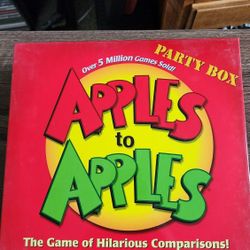 PARTY BOX
Over 5 Million Games Sold!
APPLES
to
APPLES
The Game of Hilarious Comparisons!